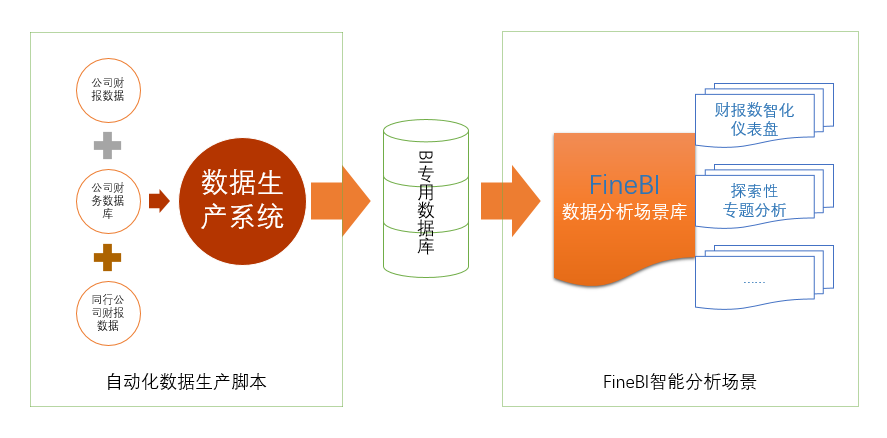 公司财
报数据
公司财
务数据
库
同行公
司财报
数据
数据生
产系统
自动化数据生产脚本
BI专用数据库
FineBI
数据分析场景库
财报数智化
仪表盘
探索性
专题分析
……
FineBI智能分析场景